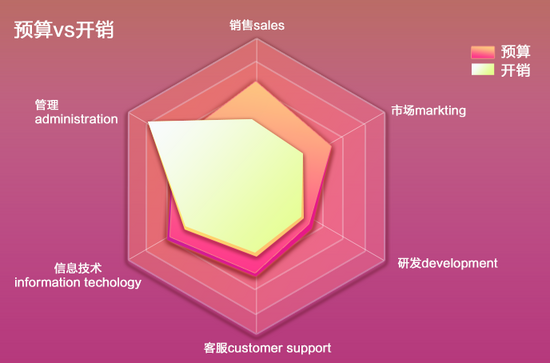 预算vs开销
销售sales
预算
开销
管理
administration
市场markting
信息技术
information techology
研发development
客服customer support